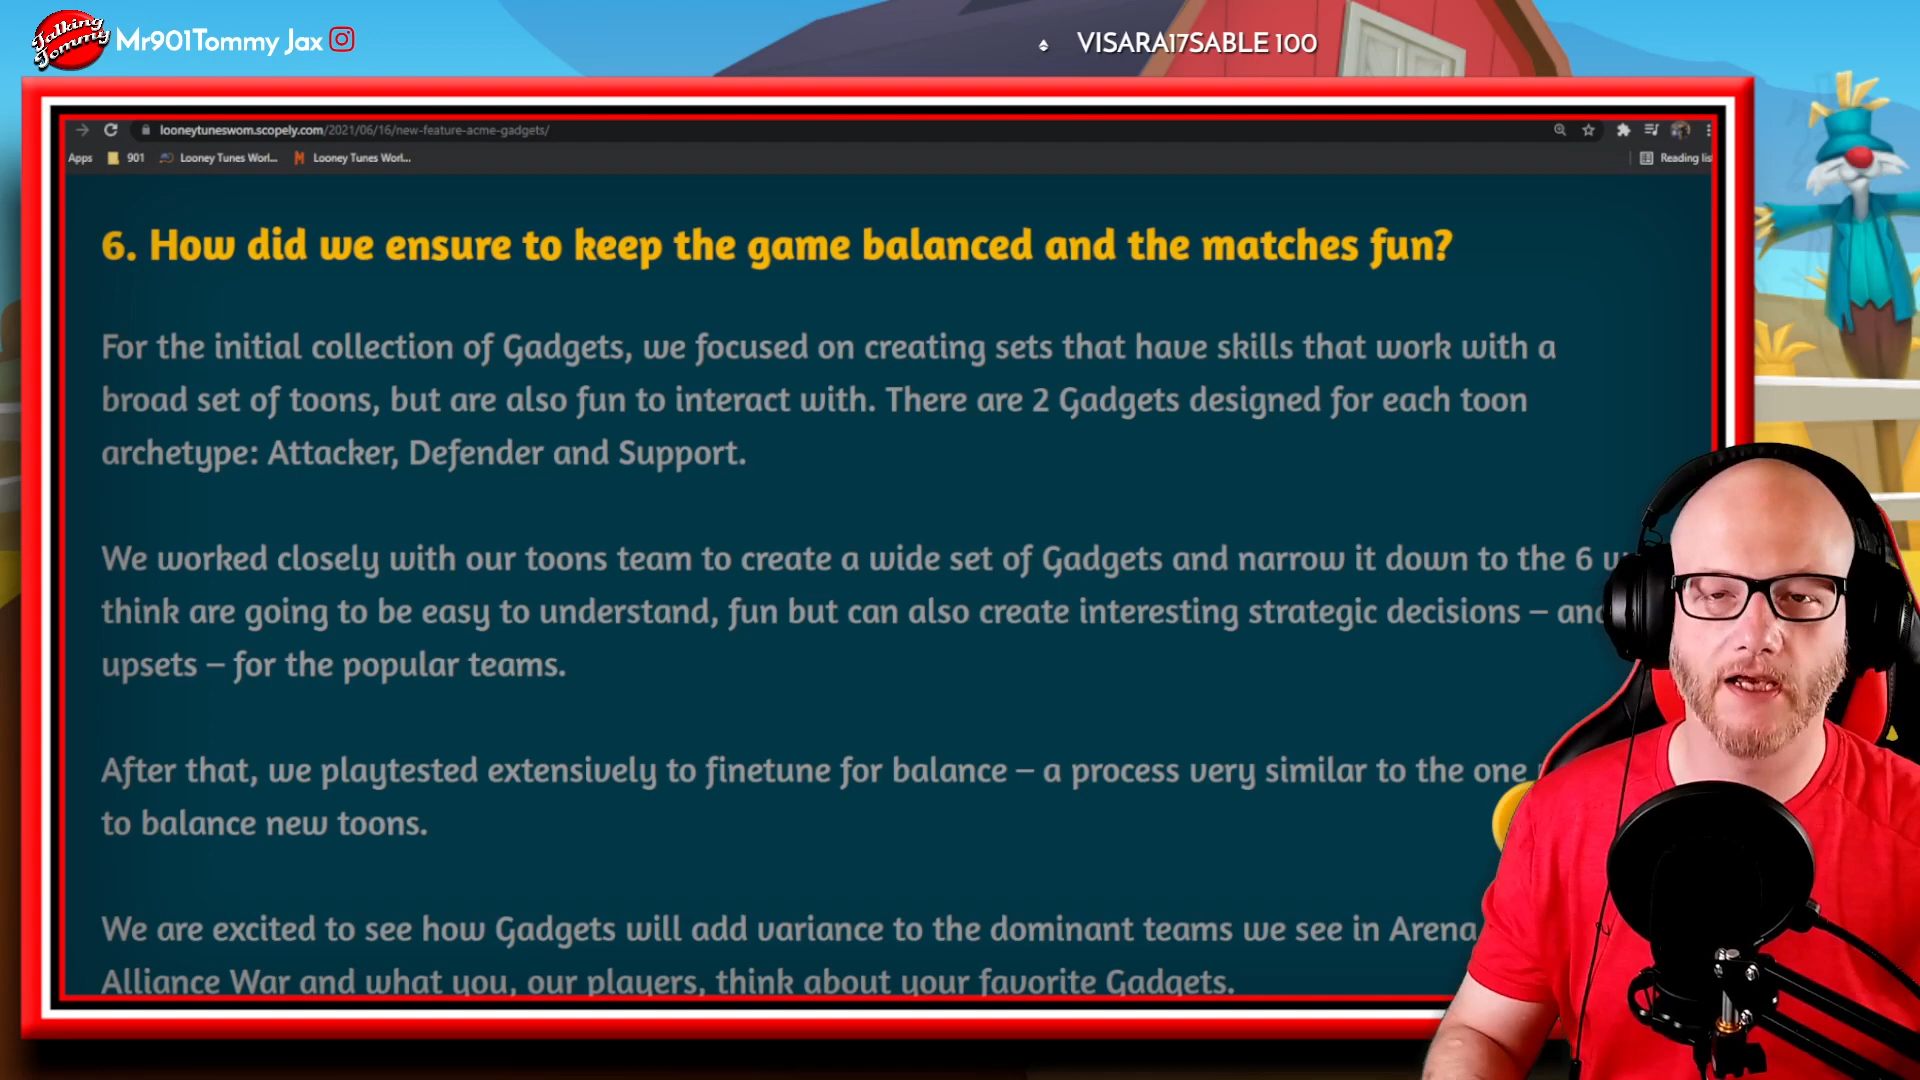 Talking Tommy
Mr901Tommy Jax
VISARA17SABLE 100
looneytuneswom.scopely.com/2021/06/16/new-feature-acme-gadgets/
Apps 901 Looney Tunes Worl... Looney Tunes Worl... Reading lis
6. How did we ensure to keep the game balanced and the matches fun?
For the initial collection of Gadgets, we focused on creating sets that have skills that work with a
broad set of toons, but are also fun to interact with. There are 2 Gadgets designed for each toon
archetype: Attacker, Defender and Support.
We worked closely with our toons team to create a wide set of Gadgets and narrow it down to the 6
think are going to be easy to understand, fun but can also create interesting strategic decisions – and
upsets – for the popular teams.
After that, we playtested extensively to finetune for balance – a process very similar to the one
to balance new toons.
We are excited to see how Gadgets will add variance to the dominant teams we see in Arena
Alliance War and what you, our players, think about your favorite Gadgets.